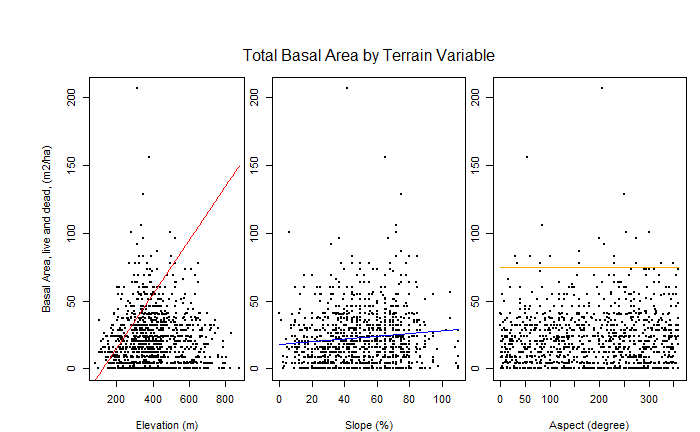 Total Basal Area by Terrain Variable
Basal Area, live and dead, (m2/ha)
0 50 100 150 200
200 400 600 800
Elevation (m)
0 50 100 150 200
0 20 40 60 80 100
Slope (%)
0 50 100 150 200
0 50 100 200 300
Aspect (degree)